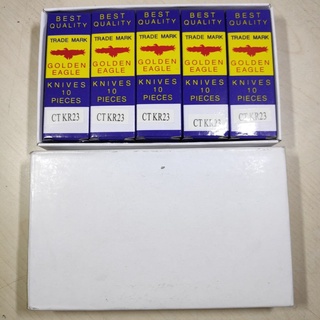 BEST
QUALITY
TRADE MARK
GOLDEN
EAGLE
KNIVES
10
PIECES
CT KR23
BEST
QUALITY
TRADE MARK
GOLDEN
EAGLE
KNIVES
10
PIECES
CT KR23
BEST
QUALITY
TRADE MARK
GOLDEN
EAGLE
KNIVES
10
PIECES
CT KR23
BEST
QUALITY
TRADE MARK
GOLDEN
EAGLE
KNIVES
10
PIECES
CT KR23
BEST
QUALITY
TRADE MARK
GOLDEN
EAGLE
KNIVES
10
PIECES
CT KR23